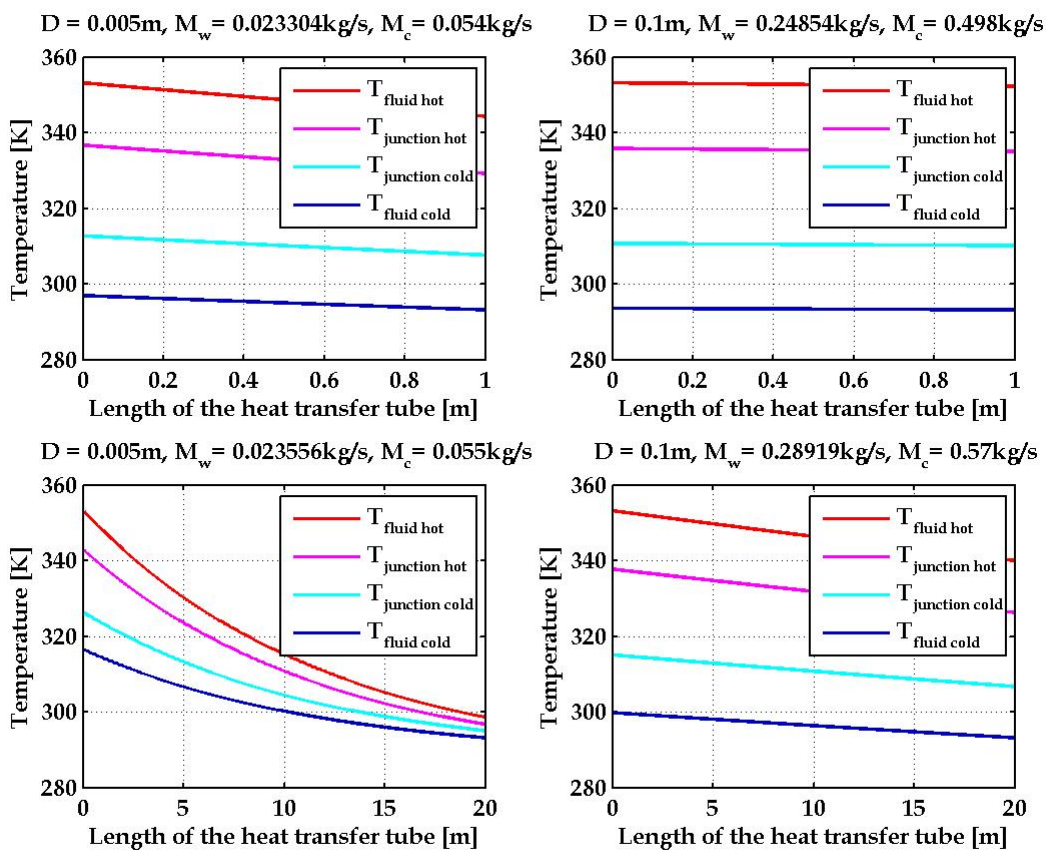 D = 0.005m, M_w = 0.023304kg/s, M_c = 0.054kg/s
360
340
320
300
280
Temperature [K]
T_fluid hot
T_junction hot
T_junction cold
T_fluid cold
0 0.2 0.4 0.6 0.8 1
Length of the heat transfer tube [m]
D = 0.1m, M_w = 0.24854kg/s, M_c = 0.498kg/s
360
340
320
300
280
Temperature [K]
T_fluid hot
T_junction hot
T_junction cold
T_fluid cold
0 0.2 0.4 0.6 0.8 1
Length of the heat transfer tube [m]
D = 0.005m, M_w = 0.023556kg/s, M_c = 0.055kg/s
360
340
320
300
280
Temperature [K]
T_fluid hot
T_junction hot
T_junction cold
T_fluid cold
0 5 10 15 20
Length of the heat transfer tube [m]
D = 0.1m, M_w = 0.28919kg/s, M_c = 0.57kg/s
360
340
320
300
280
Temperature [K]
T_fluid hot
T_junction hot
T_junction cold
T_fluid cold
0 5 10 15 20
Length of the heat transfer tube [m]